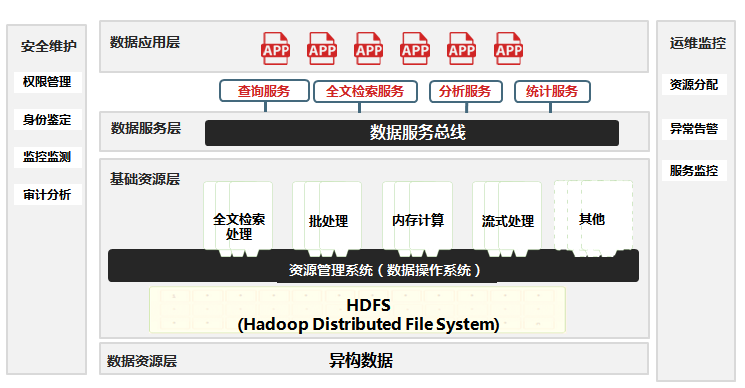 安全维护
权限管理
身份鉴定
监控监测
审计分析
数据应用层
APP APP APP APP APP APP
查询服务 全文检索服务 分析服务 统计服务
数据服务层
数据服务总线
基础资源层
全文检索
处理
批处理
内存计算
流式处理
其他
资源管理系统（数据操作系统）
HDFS
(Hadoop Distributed File System)
数据资源层
异构数据
运维监控
资源分配
异常告警
服务监控